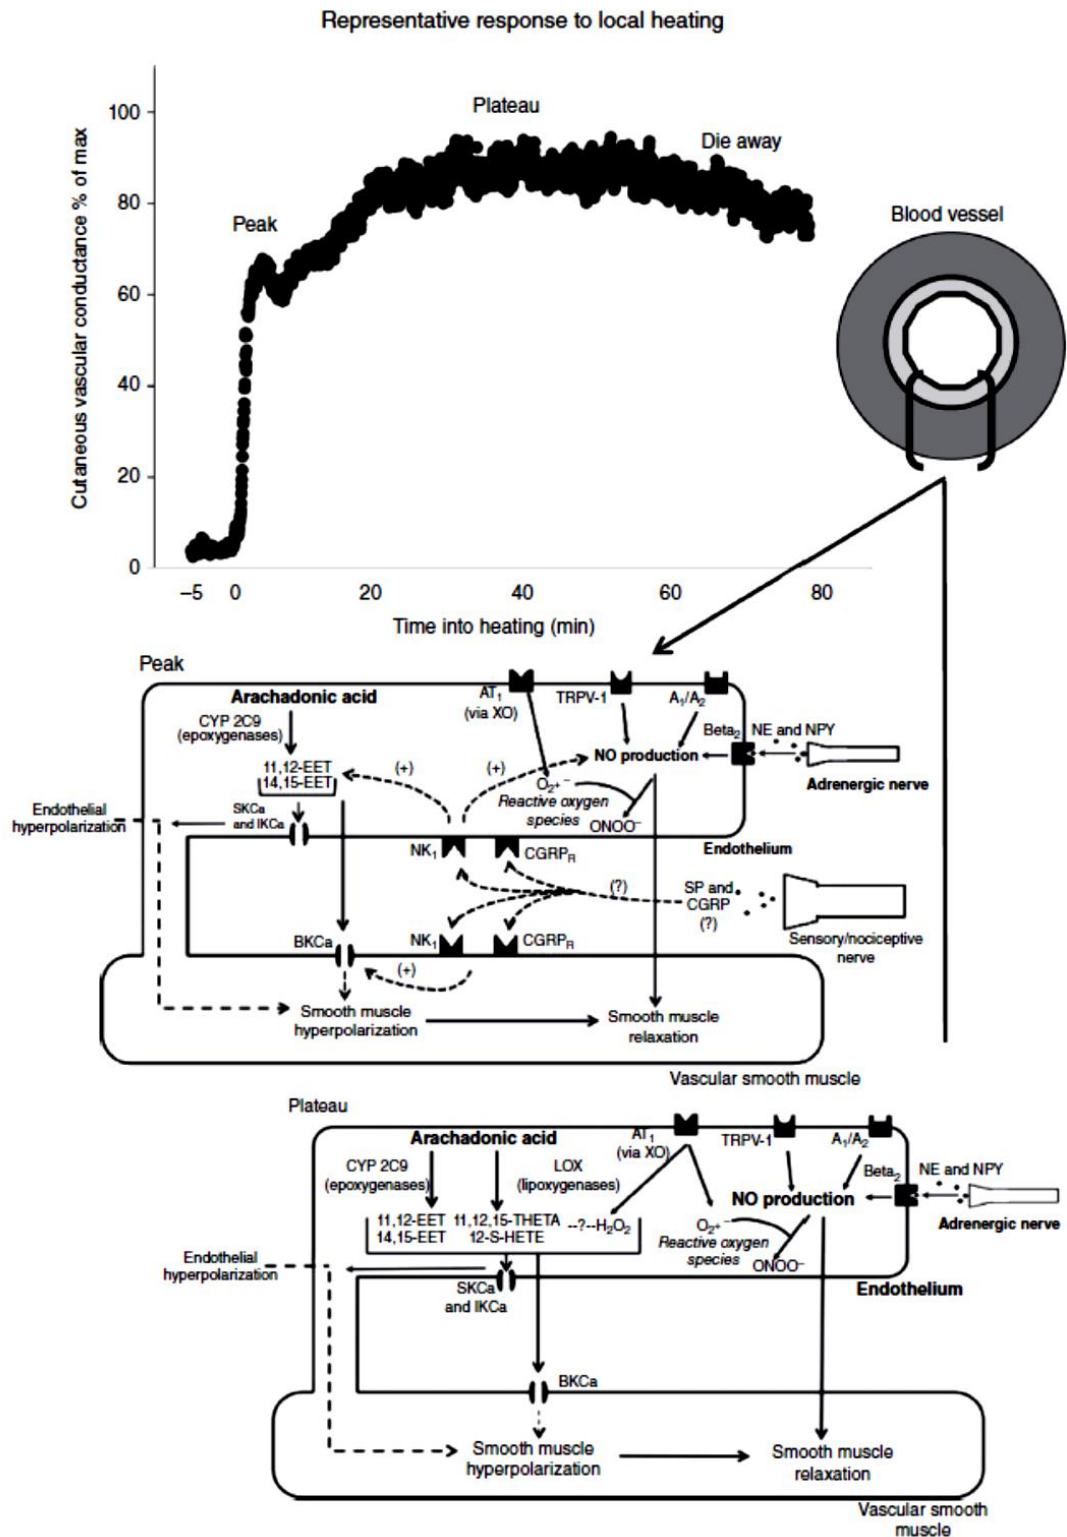 Representative response to local heating
Cutaneous vascular conductance % of max
100
80
60
40
20
0
Peak
Plateau
Die away
–5 0 20 40 60 80
Time into heating (min)
Blood vessel
Peak
Arachadonic acid
CYP 2C9
(epoxygenases)
11,12-EET
14,15-EET
SKCa
and IKCa
Endothelial
hyperpolarization
AT1
(via XO)
TRPV-1
A1/A2
Beta2
NE and NPY
Adrenergic nerve
(+)
(+)
NO production
O2+–
Reactive oxygen
species
ONOO–
Endothelium
NK1
CGRPR
(?)
SP and
CGRP
(?)
Sensory/nociceptive
nerve
BKCa
NK1
CGRPR
(+)
Smooth muscle
hyperpolarization
Smooth muscle
relaxation
Vascular smooth muscle
Plateau
Arachadonic acid
CYP 2C9
(epoxygenases)
LOX
(lipoxygenases)
AT1
(via XO)
TRPV-1
A1/A2
Beta2
NE and NPY
Adrenergic nerve
NO production
11,12-EET 11,12,15-THETA
14,15-EET 12-S-HETE
--?--H2O2
O2+–
Reactive oxygen
species
ONOO–
Endothelial
hyperpolarization
SKCa
and IKCa
Endothelium
BKCa
Smooth muscle
hyperpolarization
Smooth muscle
relaxation
Vascular smooth
muscle